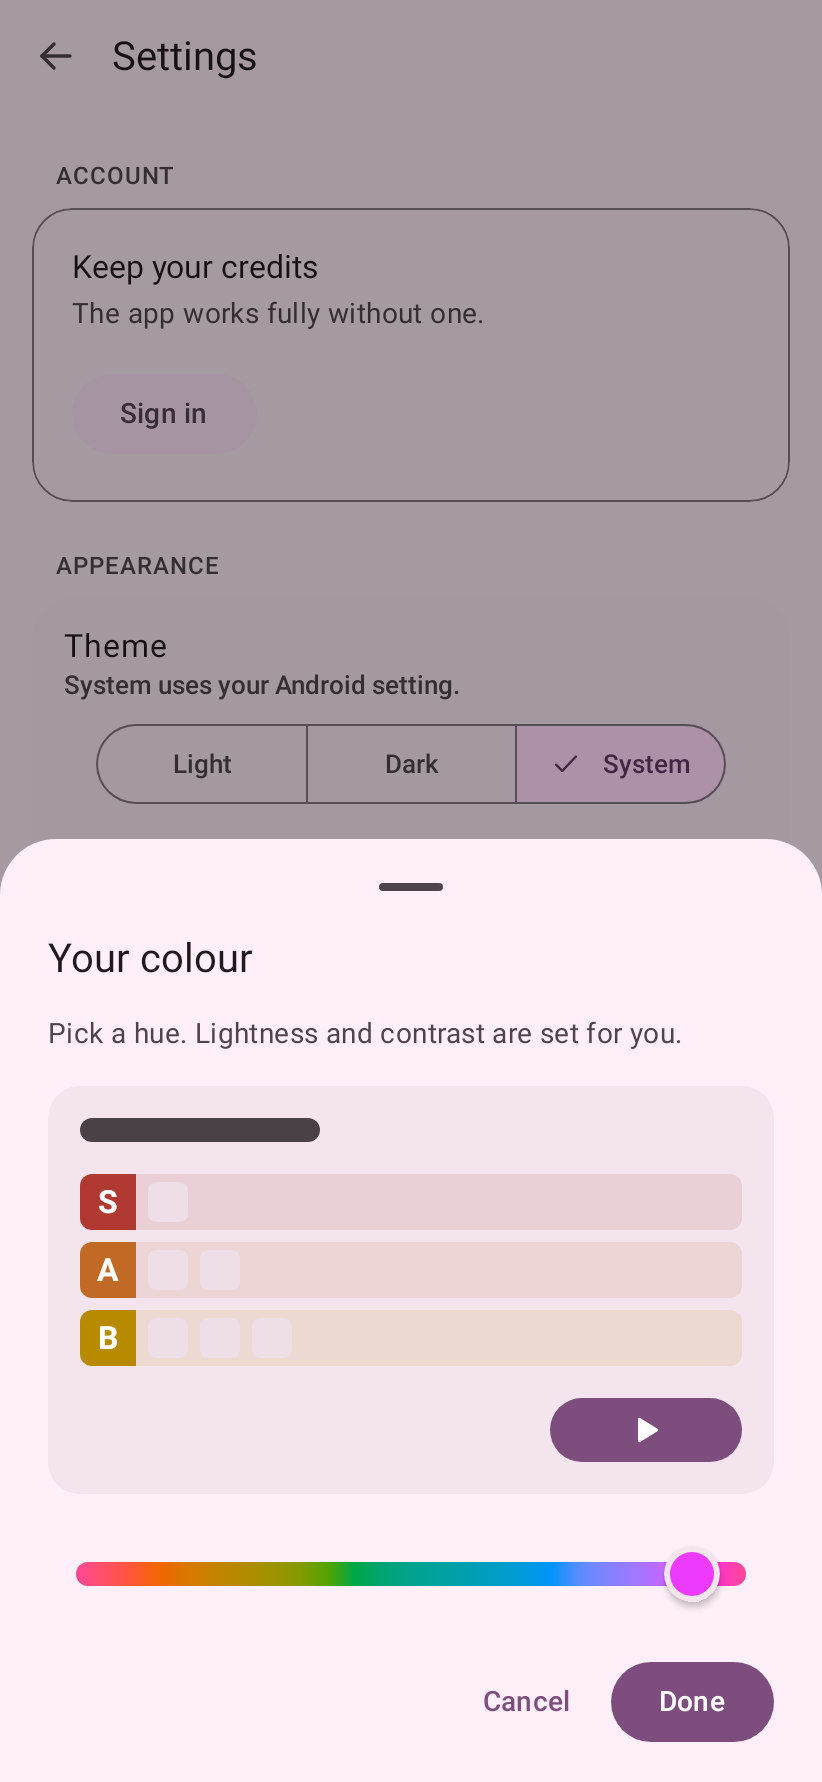 Settings
ACCOUNT
Keep your credits
The app works fully without one.
Sign in
APPEARANCE
Theme
System uses your Android setting.
Light
Dark
System
Your colour
Pick a hue. Lightness and contrast are set for you.
S
A
B
Cancel
Done